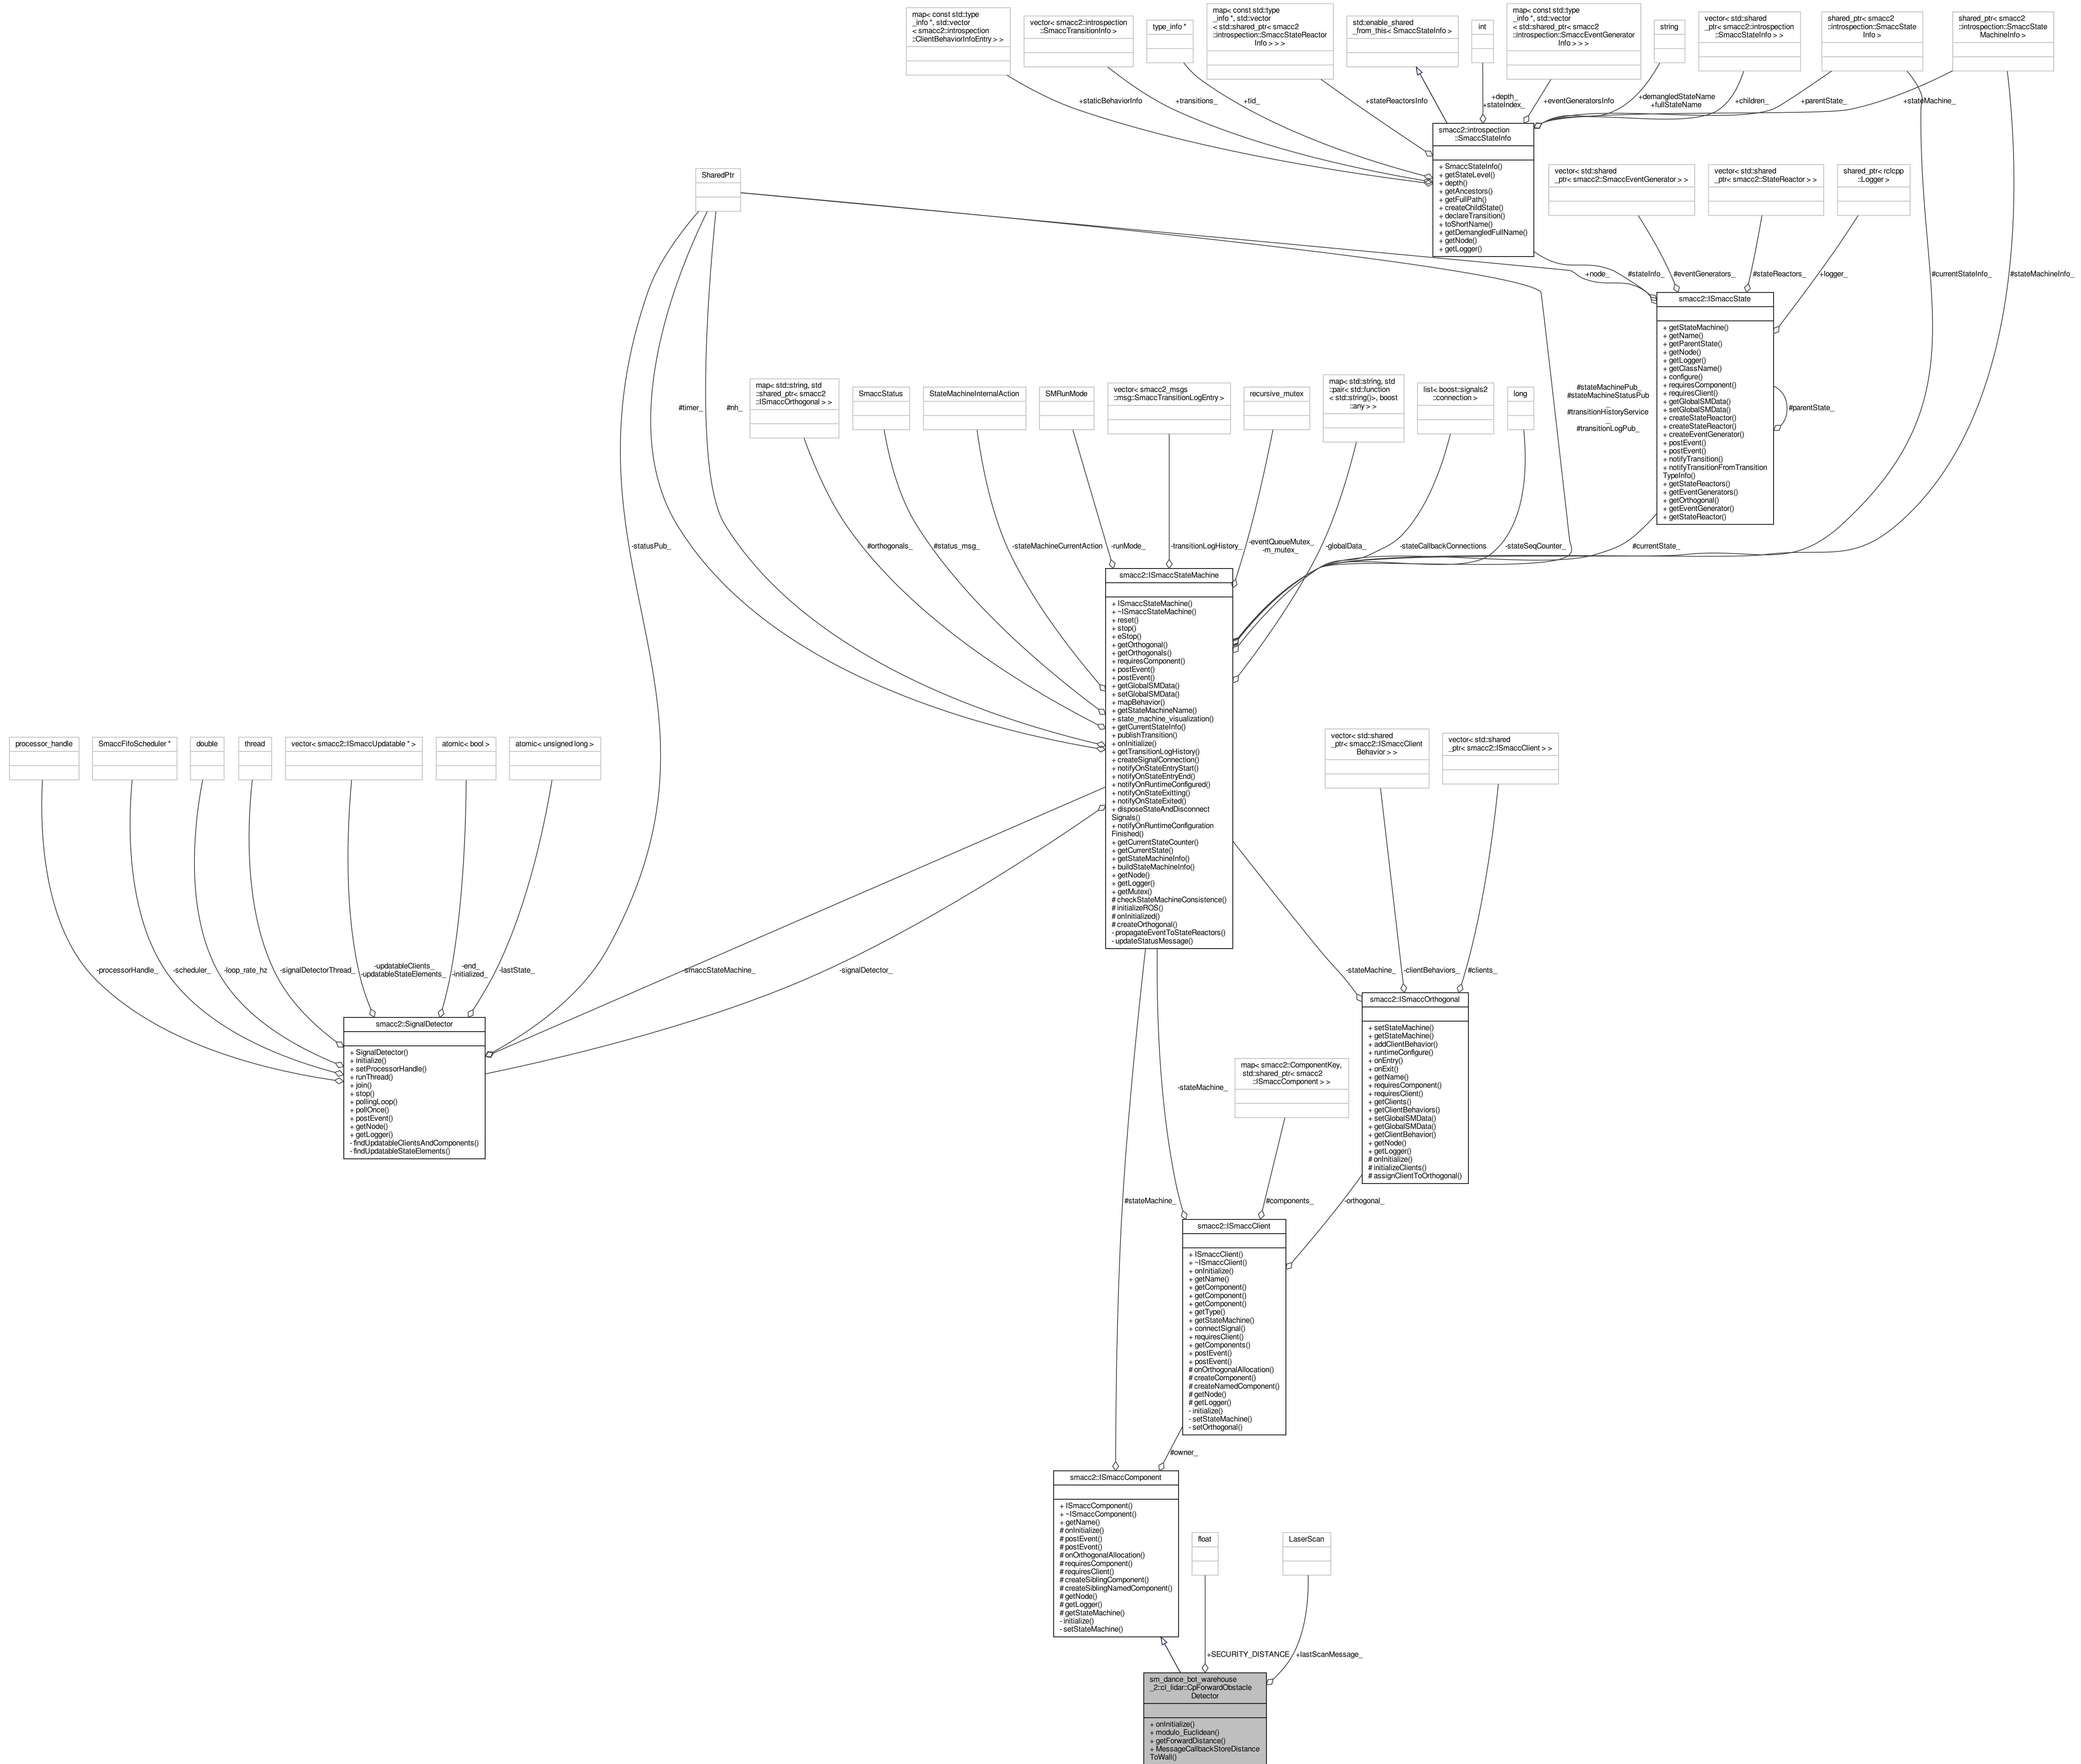 map< const std::type
_info *, std::vector
< smacc2::introspection
::ClientBehaviorInfoEntry > >
vector< smacc2::introspection
::SmaccTransitionInfo >
type_info *
map< const std::type
_info *, std::vector
< std::shared_ptr< smacc2
::introspection::SmaccStateReactor
Info > > >
std::enable_shared
_from_this< SmaccStateInfo >
int
map< const std::type
_info *, std::vector
< std::shared_ptr< smacc2
::introspection::SmaccEventGenerator
Info > > >
string
vector< std::shared
_ptr< smacc2::introspection
::SmaccStateInfo > >
shared_ptr< smacc2
::introspection::SmaccState
Info >
shared_ptr< smacc2
::introspection::SmaccState
MachineInfo >
+staticBehaviorInfo
+transitions_
+tid_
+stateReactorsInfo
+depth_
+stateIndex_
+eventGeneratorsInfo
+demangledStateName
+fullStateName
+children_
+parentState_
+stateMachine_
smacc2::introspection
::SmaccStateInfo
+ SmaccStateInfo()
+ getStateLevel()
+ depth()
+ getAncestors()
+ getFullPath()
+ createChildState()
+ declareTransition()
+ toShortName()
+ getDemangledFullName()
+ getNode()
+ getLogger()
SharedPtr
vector< std::shared
_ptr< smacc2::SmaccEventGenerator > >
vector< std::shared
_ptr< smacc2::StateReactor > >
shared_ptr< rclcpp
::Logger >
+node_
#stateInfo_
#eventGenerators_
#stateReactors_
+logger_
#currentStateInfo_
#stateMachineInfo_
smacc2::ISmaccState
+ getStateMachine()
+ getName()
+ getParentState()
+ getNode()
+ getLogger()
+ getClassName()
+ configure()
+ requiresComponent()
+ requiresClient()
+ getGlobalSMData()
+ setGlobalSMData()
+ createStateReactor()
+ createStateReactor()
+ createEventGenerator()
+ postEvent()
+ postEvent()
+ notifyTransition()
+ notifyTransitionFromTransition
TypeInfo()
+ getStateReactors()
+ getEventGenerators()
+ getOrthogonal()
+ getEventGenerator()
+ getStateReactor()
#parentState_
#timer_
#nh_
map< std::string, std
::shared_ptr< smacc2
::ISmaccOrthogonal > >
SmaccStatus
StateMachineInternalAction
SMRunMode
vector< smacc2_msgs
::msg::SmaccTransitionLogEntry >
recursive_mutex
map< std::string, std
::pair< std::function
< std::string()>, boost
::any > >
list< boost::signals2
::connection >
long
#stateMachinePub_
#stateMachineStatusPub
_
#transitionHistoryService
_
#transitionLogPub_
-statusPub_
#orthogonals_
#status_msg_
-stateMachineCurrentAction
-runMode_
-transitionLogHistory_
-eventQueueMutex_
-m_mutex_
-globalData_
-stateCallbackConnections
-stateSeqCounter_
#currentState_
smacc2::ISmaccStateMachine
+ ISmaccStateMachine()
+ ~ISmaccStateMachine()
+ reset()
+ stop()
+ eStop()
+ getOrthogonal()
+ getOrthogonals()
+ requiresComponent()
+ postEvent()
+ postEvent()
+ getGlobalSMData()
+ setGlobalSMData()
+ mapBehavior()
+ getStateMachineName()
+ state_machine_visualization()
+ getCurrentStateInfo()
+ publishTransition()
+ onInitialize()
+ getTransitionLogHistory()
+ createSignalConnection()
+ notifyOnStateEntryStart()
+ notifyOnStateEntryEnd()
+ notifyOnRuntimeConfigured()
+ notifyOnStateExitting()
+ notifyOnStateExited()
+ disposeStateAndDisconnect
Signals()
+ notifyOnRuntimeConfiguration
Finished()
+ getCurrentStateCounter()
+ getCurrentState()
+ getStateMachineInfo()
+ buildStateMachineInfo()
+ getNode()
+ getLogger()
+ getMutex()
# checkStateMachineConsistence()
# initializeROS()
# onInitialized()
# createOrthogonal()
- propagateEventToStateReactors()
- updateStatusMessage()
processor_handle
SmaccFifoScheduler *
double
thread
vector< smacc2::ISmaccUpdatable * >
atomic< bool >
atomic< unsigned long >
vector< std::shared
_ptr< smacc2::ISmaccClient
Behavior > >
vector< std::shared
_ptr< smacc2::ISmaccClient > >
-processorHandle_
-scheduler_
-loop_rate_hz
-signalDetectorThread_
-updatableClients_
-updatableStateElements_
-end_
-initialized_
-lastState_
-smaccStateMachine_
-signalDetector_
-stateMachine_
-clientBehaviors_
#clients_
smacc2::SignalDetector
+ SignalDetector()
+ initialize()
+ setProcessorHandle()
+ runThread()
+ join()
+ stop()
+ pollingLoop()
+ pollOnce()
+ postEvent()
+ getNode()
+ getLogger()
- findUpdatableClientsAndComponents()
- findUpdatableStateElements()
smacc2::ISmaccOrthogonal
+ setStateMachine()
+ getStateMachine()
+ addClientBehavior()
+ runtimeConfigure()
+ onEntry()
+ onExit()
+ getName()
+ requiresComponent()
+ requiresClient()
+ getClients()
+ getClientBehaviors()
+ setGlobalSMData()
+ getGlobalSMData()
+ getClientBehavior()
+ getNode()
+ getLogger()
# onInitialize()
# initializeClients()
# assignClientToOrthogonal()
map< smacc2::ComponentKey,
std::shared_ptr< smacc2
::ISmaccComponent > >
-stateMachine_
#stateMachine_
#components_
-orthogonal_
smacc2::ISmaccClient
+ ISmaccClient()
+ ~ISmaccClient()
+ onInitialize()
+ getName()
+ getComponent()
+ getComponent()
+ getComponent()
+ getType()
+ getStateMachine()
+ connectSignal()
+ requiresClient()
+ getComponents()
+ postEvent()
+ postEvent()
# onOrthogonalAllocation()
# createComponent()
# createNamedComponent()
# getNode()
# getLogger()
- initialize()
- setStateMachine()
- setOrthogonal()
#owner_
smacc2::ISmaccComponent
+ ISmaccComponent()
+ ~ISmaccComponent()
+ getName()
# onInitialize()
# postEvent()
# postEvent()
# onOrthogonalAllocation()
# requiresComponent()
# requiresClient()
# createSiblingComponent()
# createSiblingNamedComponent()
# getNode()
# getLogger()
# getStateMachine()
- initialize()
- setStateMachine()
float
LaserScan
+SECURITY_DISTANCE
+lastScanMessage_
sm_dance_bot_warehouse
_2::cl_lidar::CpForwardObstacle
Detector
+ onInitialize()
+ modulo_Euclidean()
+ getForwardDistance()
+ MessageCallbackStoreDistance
ToWall()